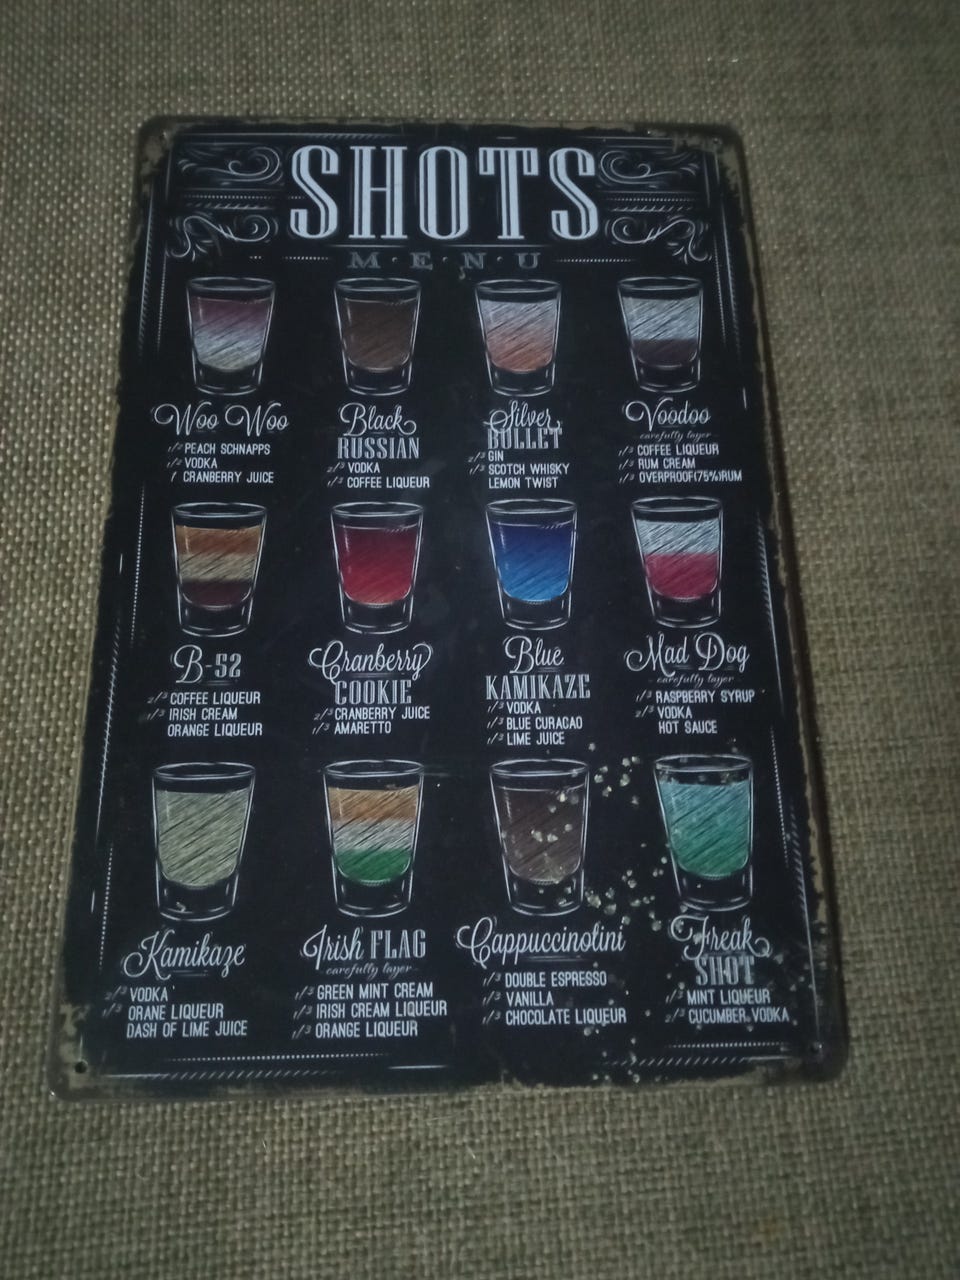 SHOTS
M·E·N·U
Woo Woo
1/2 PEACH SCHNAPPS
1/2 VODKA
1 CRANBERRY JUICE
Black
RUSSIAN
2/3 VODKA
1/3 COFFEE LIQUEUR
Silver
BULLET
2/3 GIN
1/3 SCOTCH WHISKY
LEMON TWIST
Voodoo
carefully layer
1/3 COFFEE LIQUEUR
1/3 RUM CREAM
1/3 OVERPROOF(75%)RUM
B-52
2/3 COFFEE LIQUEUR
1/3 IRISH CREAM
ORANGE LIQUEUR
Cranberry
COOKIE
2/3 CRANBERRY JUICE
1/3 AMARETTO
Blue
KAMIKAZE
1/3 VODKA
1/3 BLUE CURACAO
1/3 LIME JUICE
Mad Dog
carefully layer
1/3 RASPBERRY SYRUP
2/3 VODKA
HOT SAUCE
Kamikaze
2/3 VODKA
1/3 ORANE LIQUEUR
DASH OF LIME JUICE
Irish FLAG
carefully layer
1/3 GREEN MINT CREAM
1/3 IRISH CREAM LIQUEUR
1/3 ORANGE LIQUEUR
Cappuccinotini
1/3 DOUBLE ESPRESSO
1/3 VANILLA
1/3 CHOCOLATE LIQUEUR
Freak
SHOT
1/3 MINT LIQUEUR
2/3 CUCUMBER VODKA